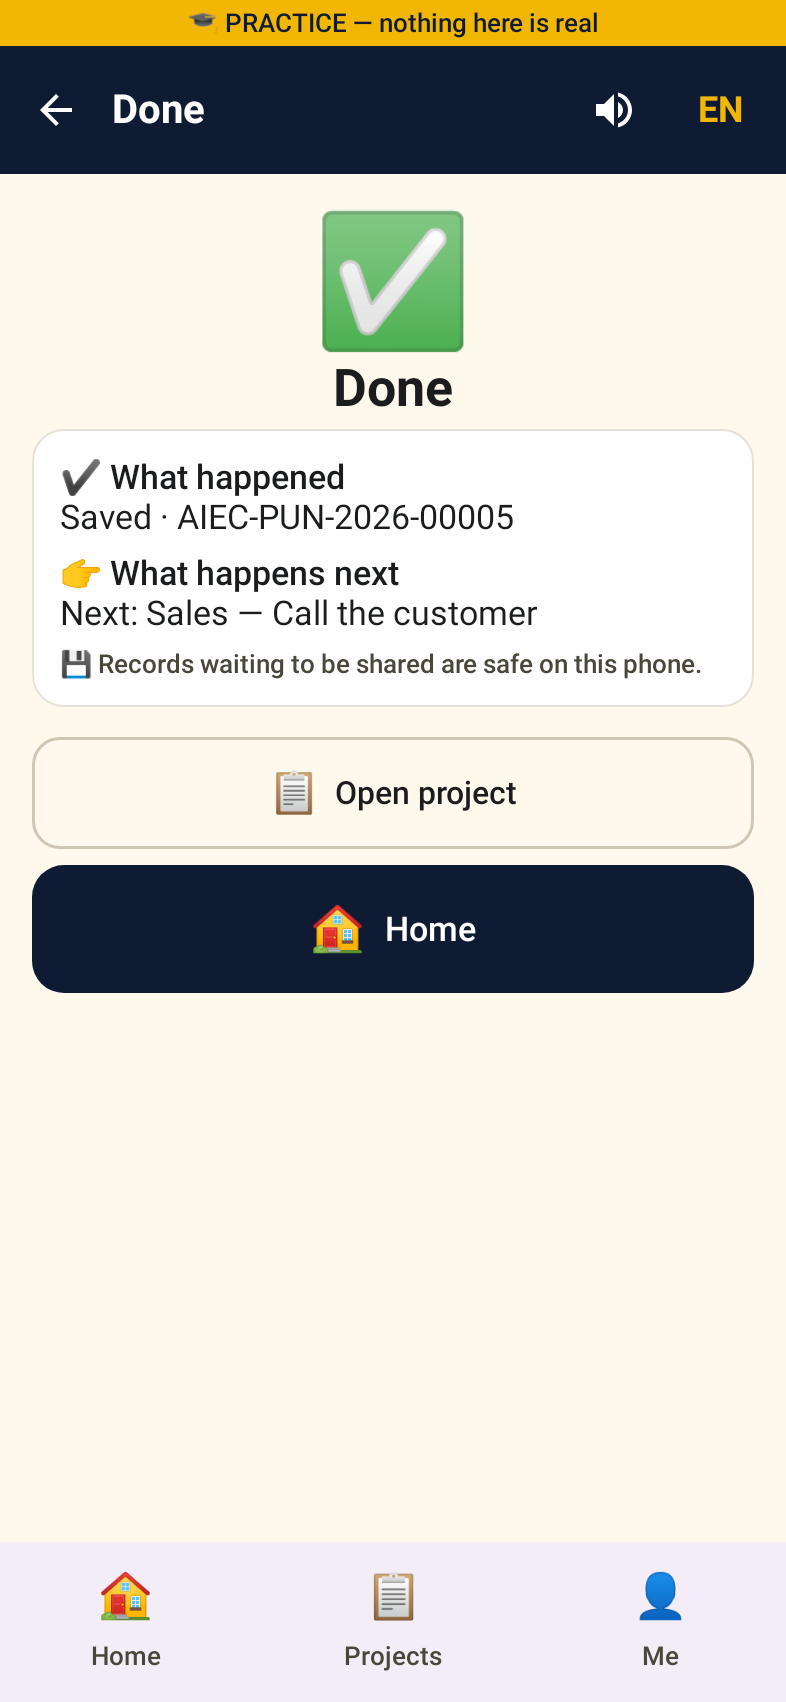 PRACTICE — nothing here is real
Done
EN
Done
What happened
Saved · AIEC-PUN-2026-00005
What happens next
Next: Sales — Call the customer
Records waiting to be shared are safe on this phone.
Open project
Home
Home
Projects
Me